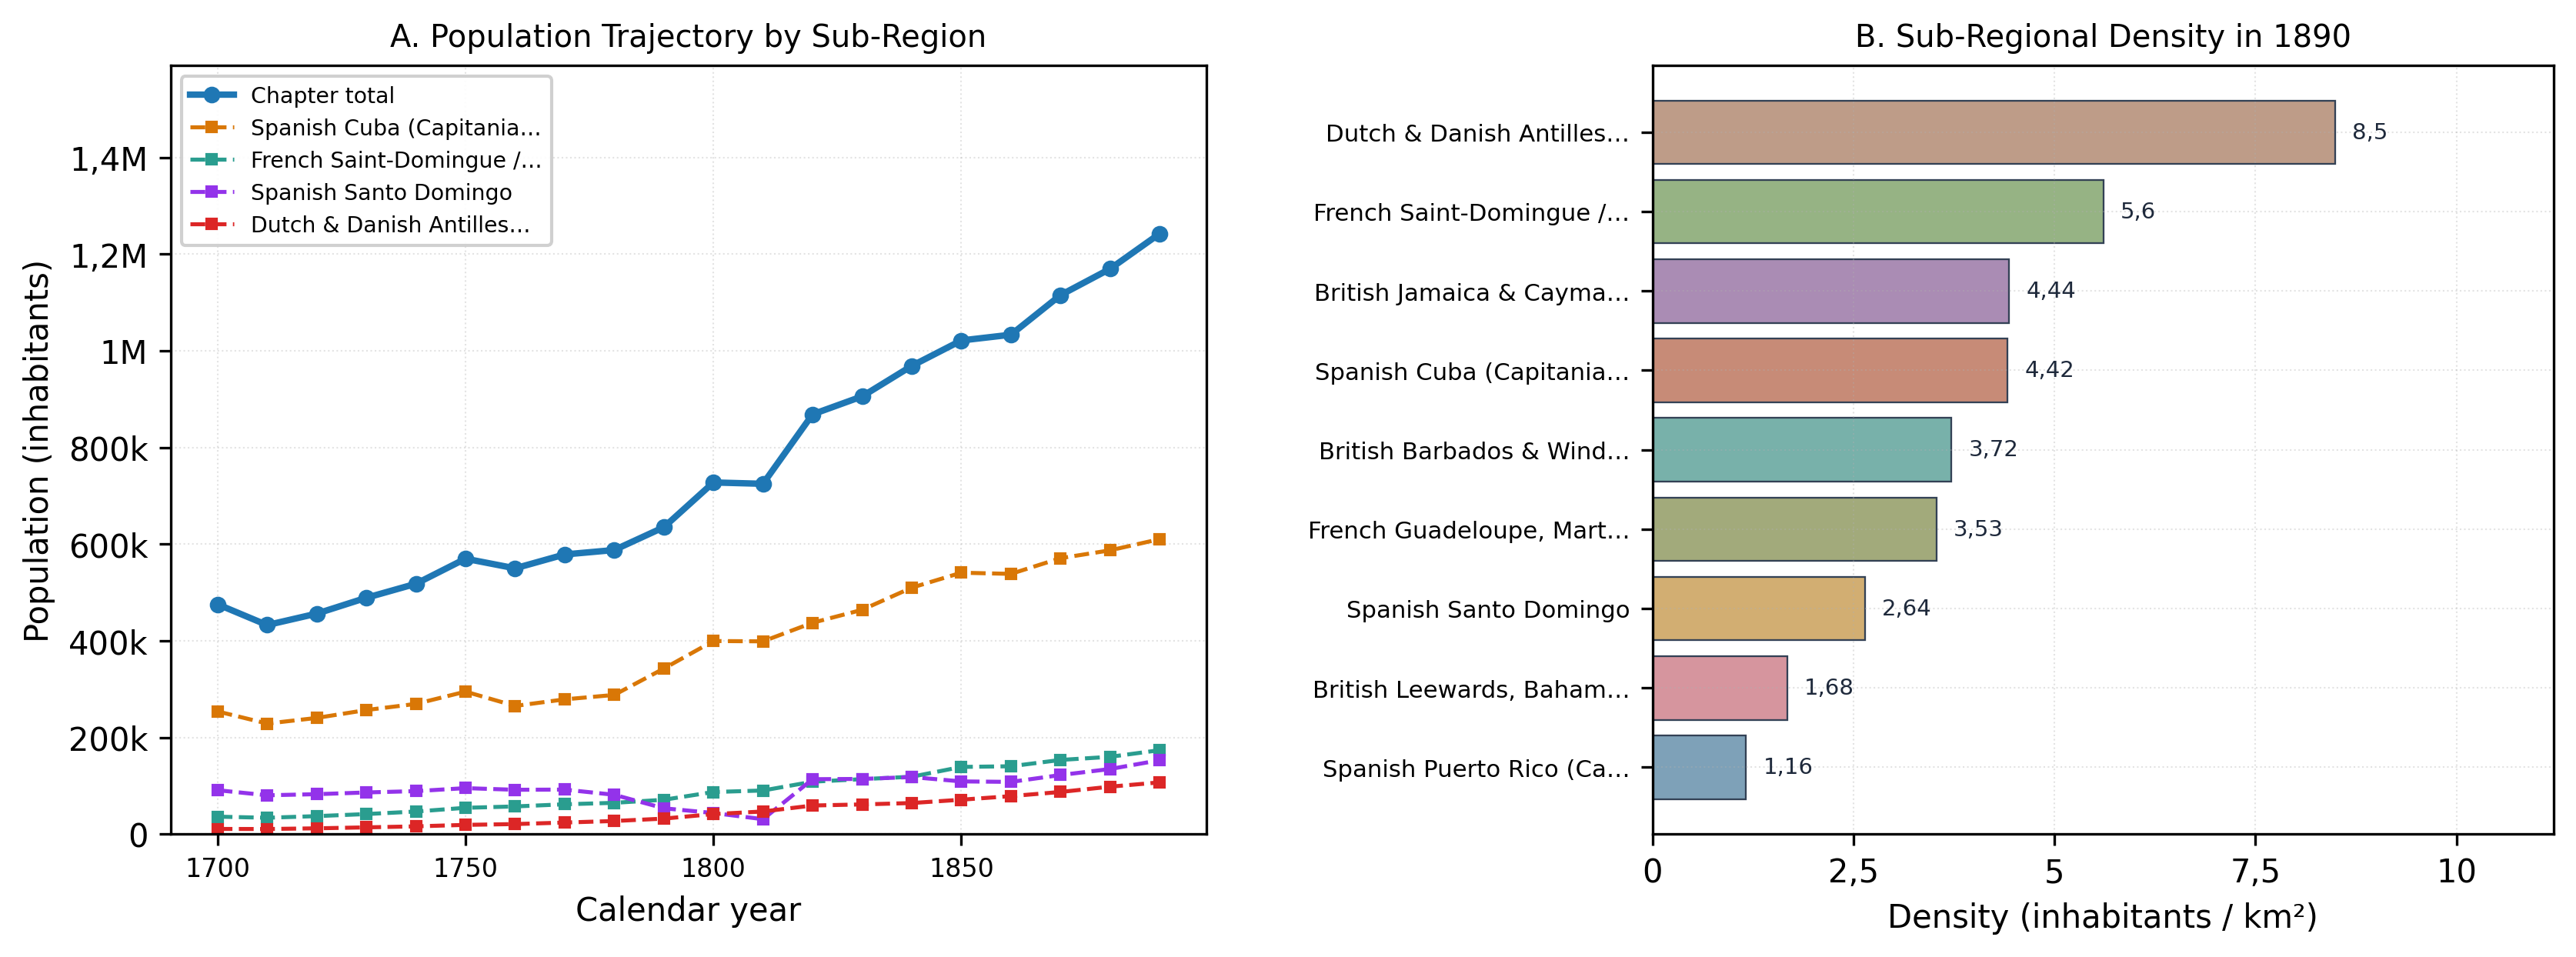 A. Population Trajectory by Sub-Region
Population (inhabitants)
1,4M
1,2M
1M
800k
600k
400k
200k
0
1700
1750
1800
1850
Calendar year
Chapter total
Spanish Cuba (Capitania...
French Saint-Domingue /...
Spanish Santo Domingo
Dutch & Danish Antilles...
B. Sub-Regional Density in 1890
Dutch & Danish Antilles...
8,5
French Saint-Domingue /...
5,6
British Jamaica & Cayma...
4,44
Spanish Cuba (Capitania...
4,42
British Barbados & Wind...
3,72
French Guadeloupe, Mart...
3,53
Spanish Santo Domingo
2,64
British Leewards, Baham...
1,68
Spanish Puerto Rico (Ca...
1,16
0
2,5
5
7,5
10
Density (inhabitants / km²)